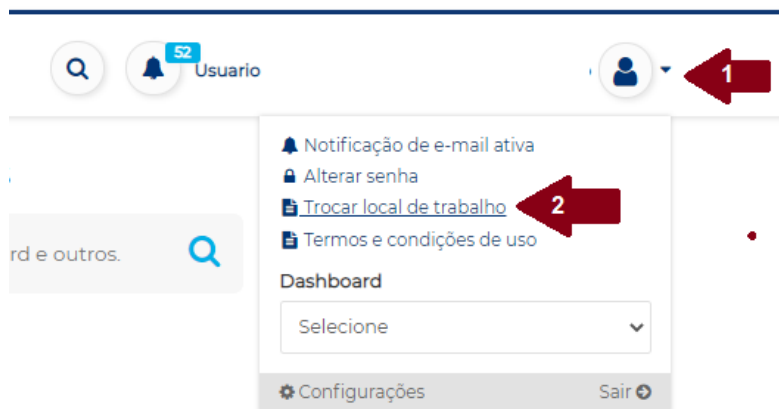 52
Usuario
1
Notificação de e-mail ativa
Alterar senha
Trocar local de trabalho
2
Termos e condições de uso
rd e outros.
Dashboard
Selecione
Configurações
Sair